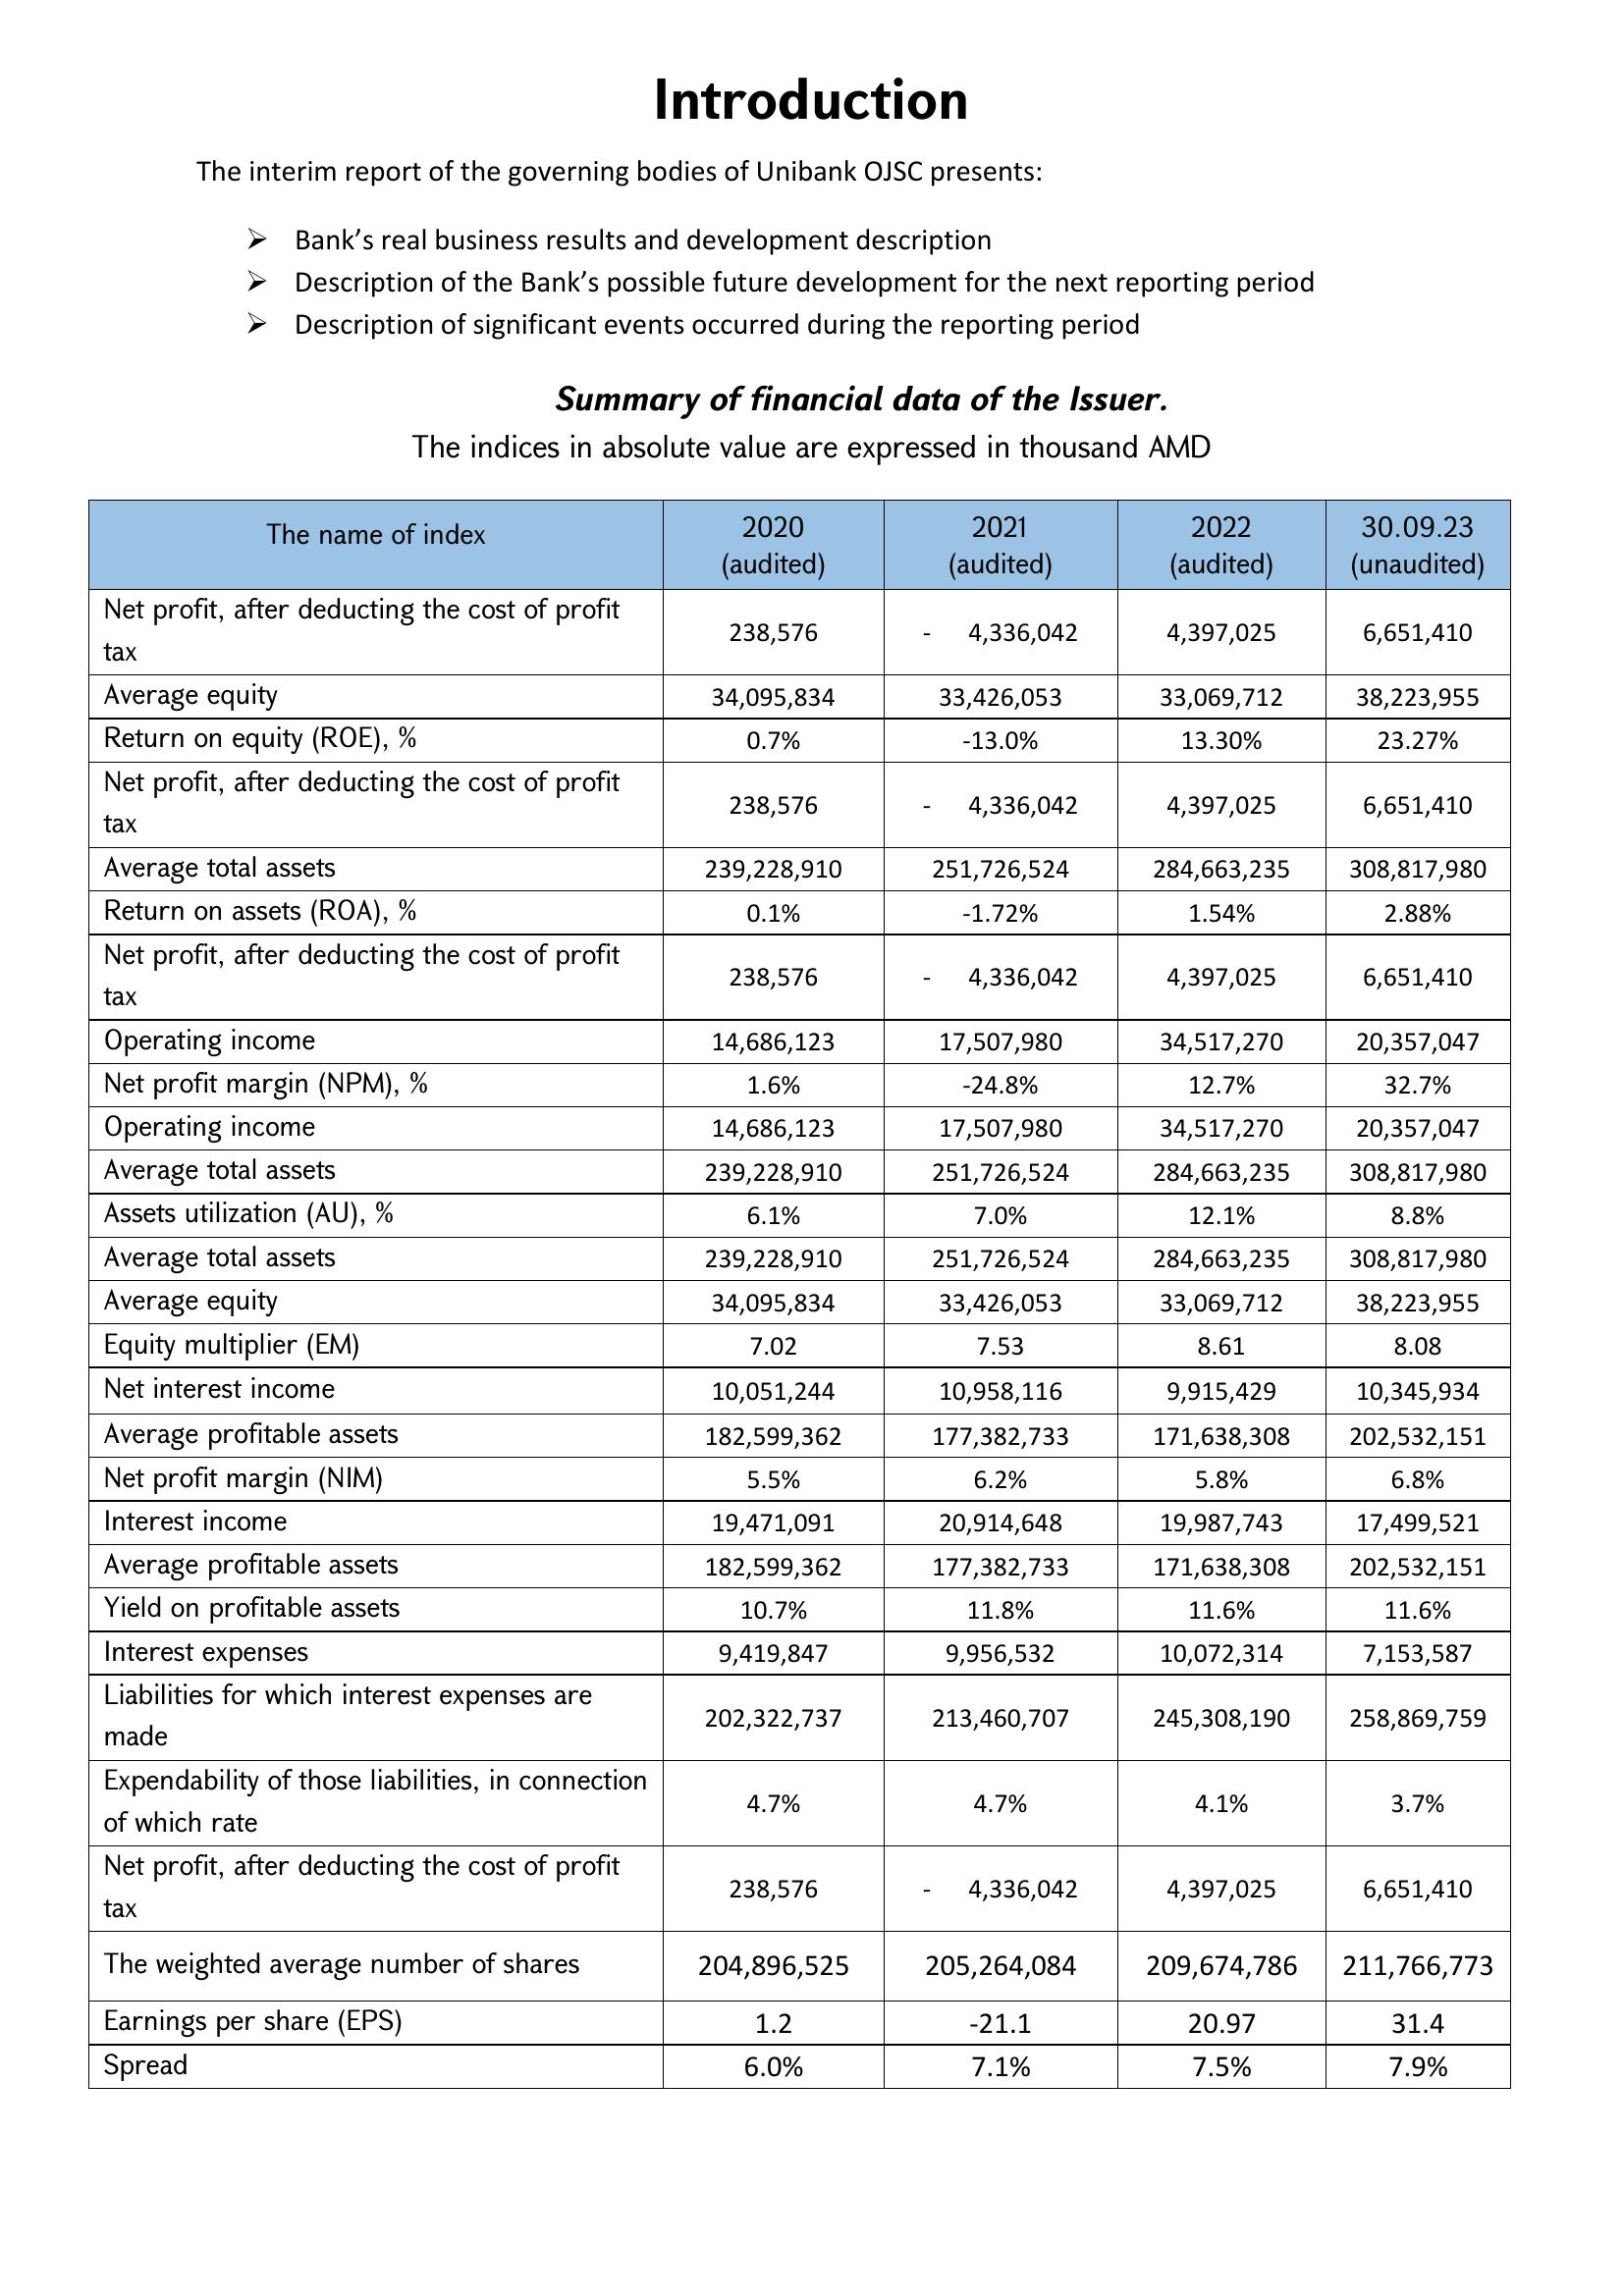 Introduction
The interim report of the governing bodies of Unibank OJSC presents:
➢ Bank's real business results and development description
➢ Description of the Bank's possible future development for the next reporting period
➢ Description of significant events occurred during the reporting period
Summary of financial data of the Issuer.
The indices in absolute value are expressed in thousand AMD
The name of index 2020 2021 2022 30.09.23
(audited) (audited) (audited) (unaudited)
Net profit, after deducting the cost of profit
tax 238,576 - 4,336,042 4,397,025 6,651,410
Average equity 34,095,834 33,426,053 33,069,712 38,223,955
Return on equity (ROE), % 0.7% -13.0% 13.30% 23.27%
Net profit, after deducting the cost of profit
tax 238,576 - 4,336,042 4,397,025 6,651,410
Average total assets 239,228,910 251,726,524 284,663,235 308,817,980
Return on assets (ROA), % 0.1% -1.72% 1.54% 2.88%
Net profit, after deducting the cost of profit
tax 238,576 - 4,336,042 4,397,025 6,651,410
Operating income 14,686,123 17,507,980 34,517,270 20,357,047
Net profit margin (NPM), % 1.6% -24.8% 12.7% 32.7%
Operating income 14,686,123 17,507,980 34,517,270 20,357,047
Average total assets 239,228,910 251,726,524 284,663,235 308,817,980
Assets utilization (AU), % 6.1% 7.0% 12.1% 8.8%
Average total assets 239,228,910 251,726,524 284,663,235 308,817,980
Average equity 34,095,834 33,426,053 33,069,712 38,223,955
Equity multiplier (EM) 7.02 7.53 8.61 8.08
Net interest income 10,051,244 10,958,116 9,915,429 10,345,934
Average profitable assets 182,599,362 177,382,733 171,638,308 202,532,151
Net profit margin (NIM) 5.5% 6.2% 5.8% 6.8%
Interest income 19,471,091 20,914,648 19,987,743 17,499,521
Average profitable assets 182,599,362 177,382,733 171,638,308 202,532,151
Yield on profitable assets 10.7% 11.8% 11.6% 11.6%
Interest expenses 9,419,847 9,956,532 10,072,314 7,153,587
Liabilities for which interest expenses are
made 202,322,737 213,460,707 245,308,190 258,869,759
Expendability of those liabilities, in connection
of which rate 4.7% 4.7% 4.1% 3.7%
Net profit, after deducting the cost of profit
tax 238,576 - 4,336,042 4,397,025 6,651,410
The weighted average number of shares 204,896,525 205,264,084 209,674,786 211,766,773
Earnings per share (EPS) 1.2 -21.1 20.97 31.4
Spread 6.0% 7.1% 7.5% 7.9%